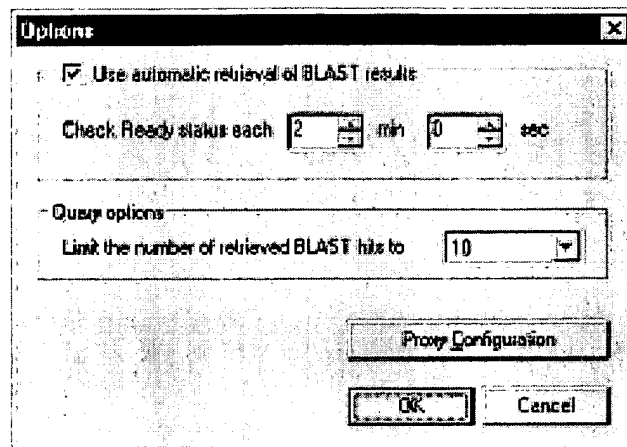 Options
Use automatic retrieval of BLAST results
Check Ready status each 2 min 0 sec
Query options
Limit the number of retrieved BLAST hits to 10
Proxy Configuration
OK Cancel